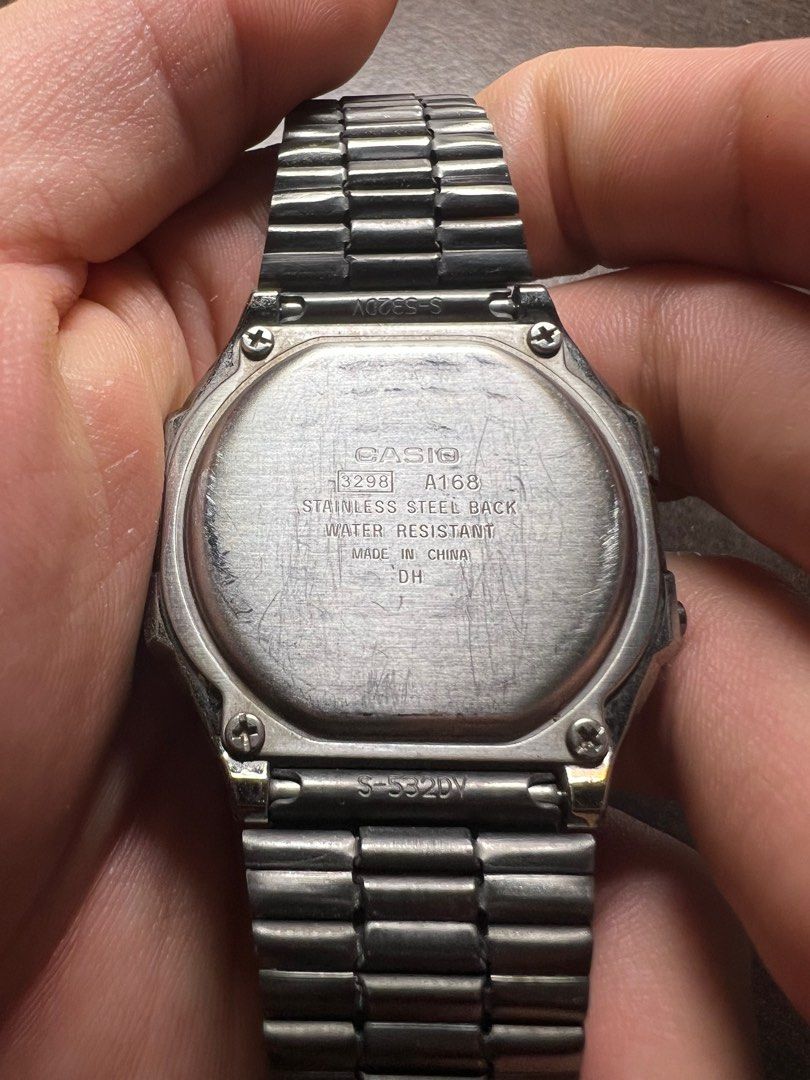 S-532DV
CASIO
3298 A168
STAINLESS STEEL BACK
WATER RESISTANT
MADE IN CHINA
DH
S-532DV